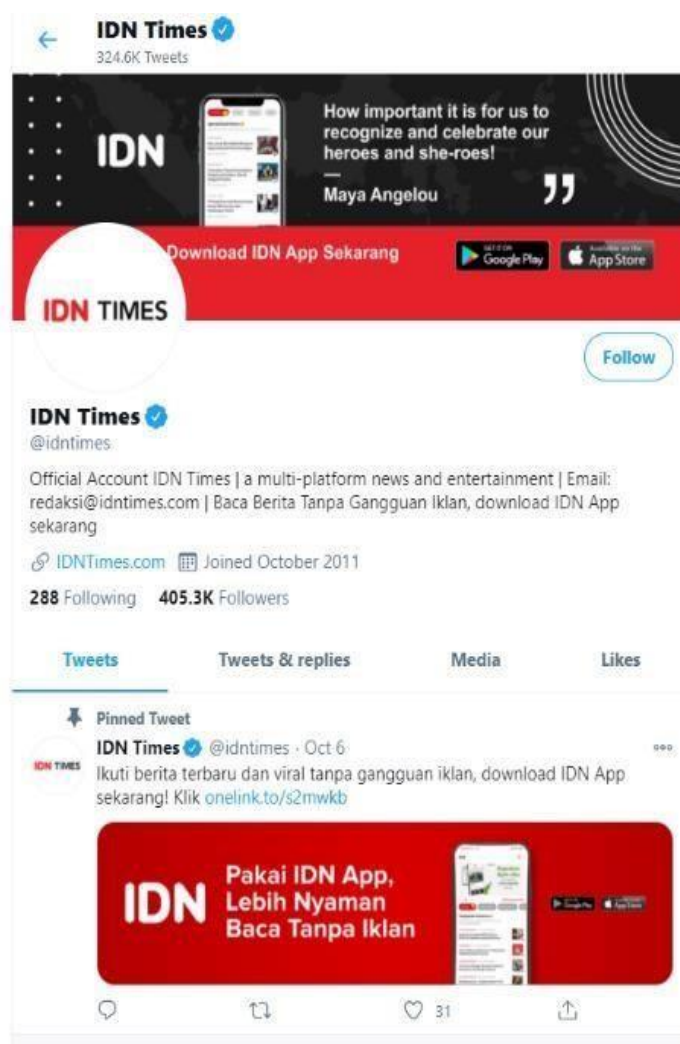 IDN Times
324.6K Tweets
IDN
How important it is for us to
recognize and celebrate our
heroes and she-roes!
Maya Angelou
”
Download IDN App Sekarang
GET IT ON
Google Play
Available on the
App Store
IDN TIMES
Follow
IDN Times
@idntimes
Official Account IDN Times | a multi-platform news and entertainment | Email:
redaksi@idntimes.com | Baca Berita Tanpa Gangguan Iklan, download IDN App
sekarang
IDNTimes.com Joined October 2011
288 Following 405.3K Followers
Tweets Tweets & replies Media Likes
Pinned Tweet
IDN Times @idntimes · Oct 6
IDN TIMES
Ikuti berita terbaru dan viral tanpa gangguan iklan, download IDN App
sekarang! Klik onelink.to/s2mwkb
IDN
Pakai IDN App,
Lebih Nyaman
Baca Tanpa Iklan
Google Play App Store
31